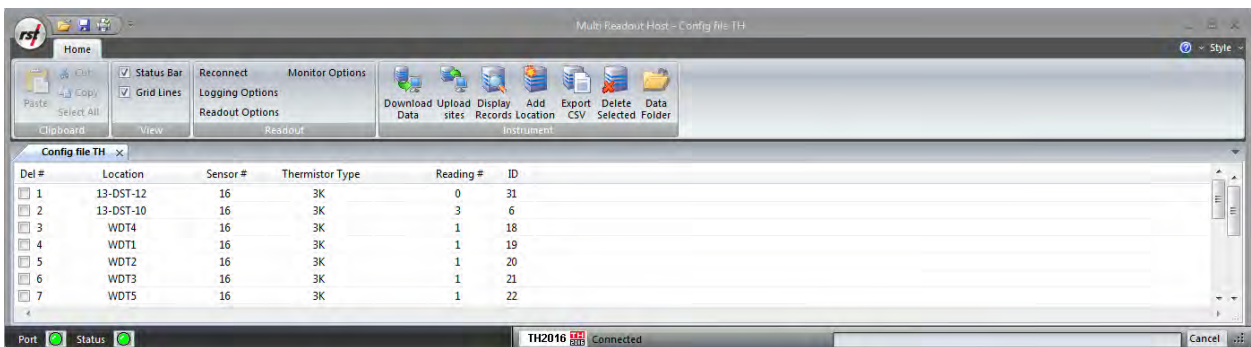 Multi Readout Host - Config file TH
rst
Home
Style
Paste
Cut
Copy
Select All
Clipboard
Status Bar
Grid Lines
View
Reconnect Monitor Options
Logging Options
Readout Options
Readout
Download Data
Upload sites
Display Records
Add Location
Export CSV
Delete Selected
Data Folder
Instrument
Config file TH
Del # Location Sensor # Thermistor Type Reading # ID
1 13-DST-12 16 3K 0 31
2 13-DST-10 16 3K 3 6
3 WDT4 16 3K 1 18
4 WDT1 16 3K 1 19
5 WDT2 16 3K 1 20
6 WDT3 16 3K 1 21
7 WDT5 16 3K 1 22
Port Status TH2016 TH 2016 Connected Cancel